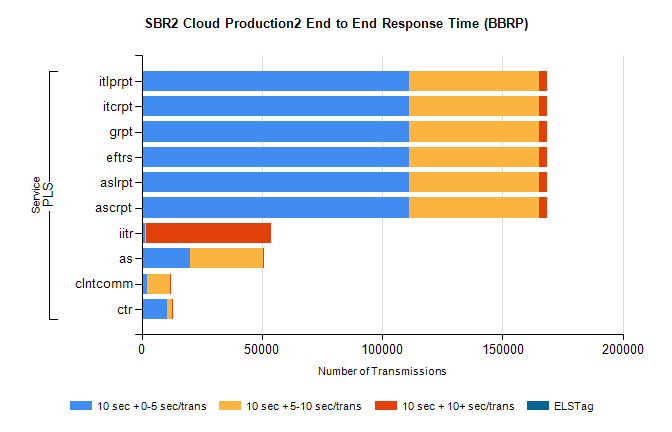 SBR2 Cloud Production2 End to End Response Time (BBRP)
itlprpt
itcrpt
grpt
eftrs
aslrpt
ascrpt
iitr
as
clntcomm
ctr
Service
PLS
0 50000 100000 150000 200000
Number of Transmissions
10 sec +0-5 sec/trans 10 sec +5-10 sec/trans 10 sec + 10+ sec/trans ELSTag